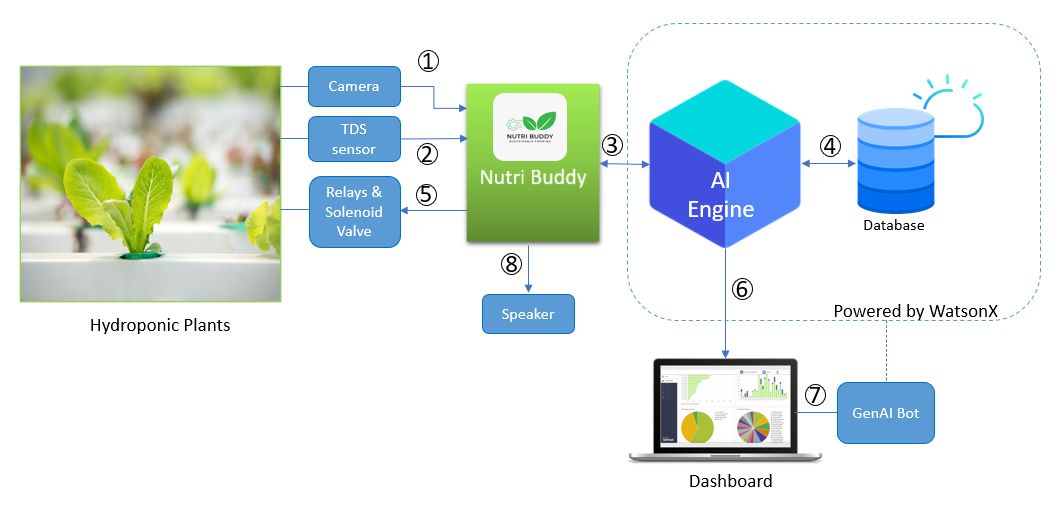 ①
Camera
TDS
sensor
②
Relays &
Solenoid
Valve
⑤
NUTRI BUDDY
SUSTAINABLE FARMING
Nutri Buddy
③
AI
Engine
④
Database
⑧
Speaker
⑥
Powered by WatsonX
Hydroponic Plants
⑦
GenAI Bot
Dashboard